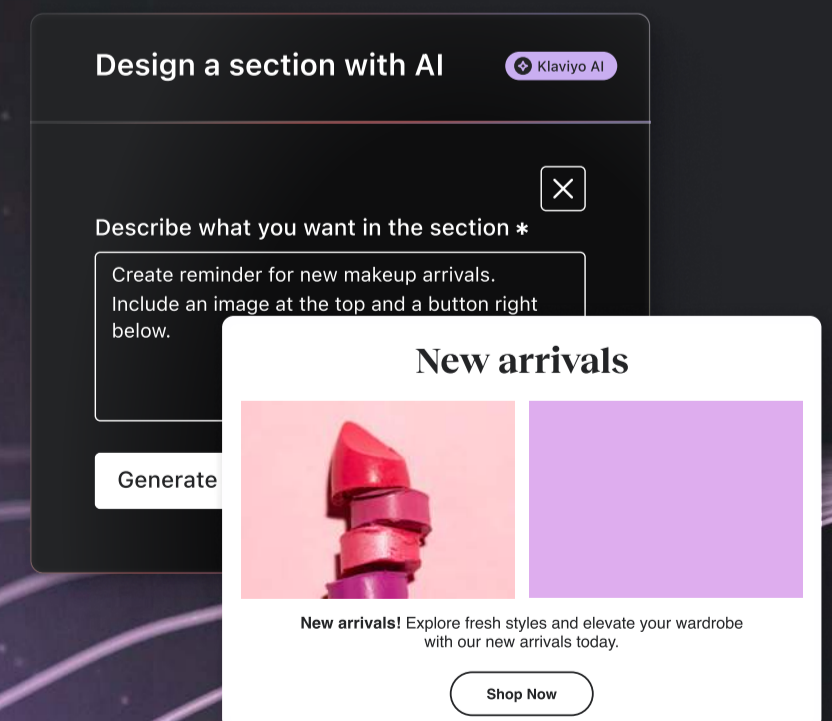 Design a section with AI
Klaviyo AI
Describe what you want in the section *
Create reminder for new makeup arrivals.
Include an image at the top and a button right
below.
Generate
New arrivals
New arrivals! Explore fresh styles and elevate your wardrobe
with our new arrivals today.
Shop Now